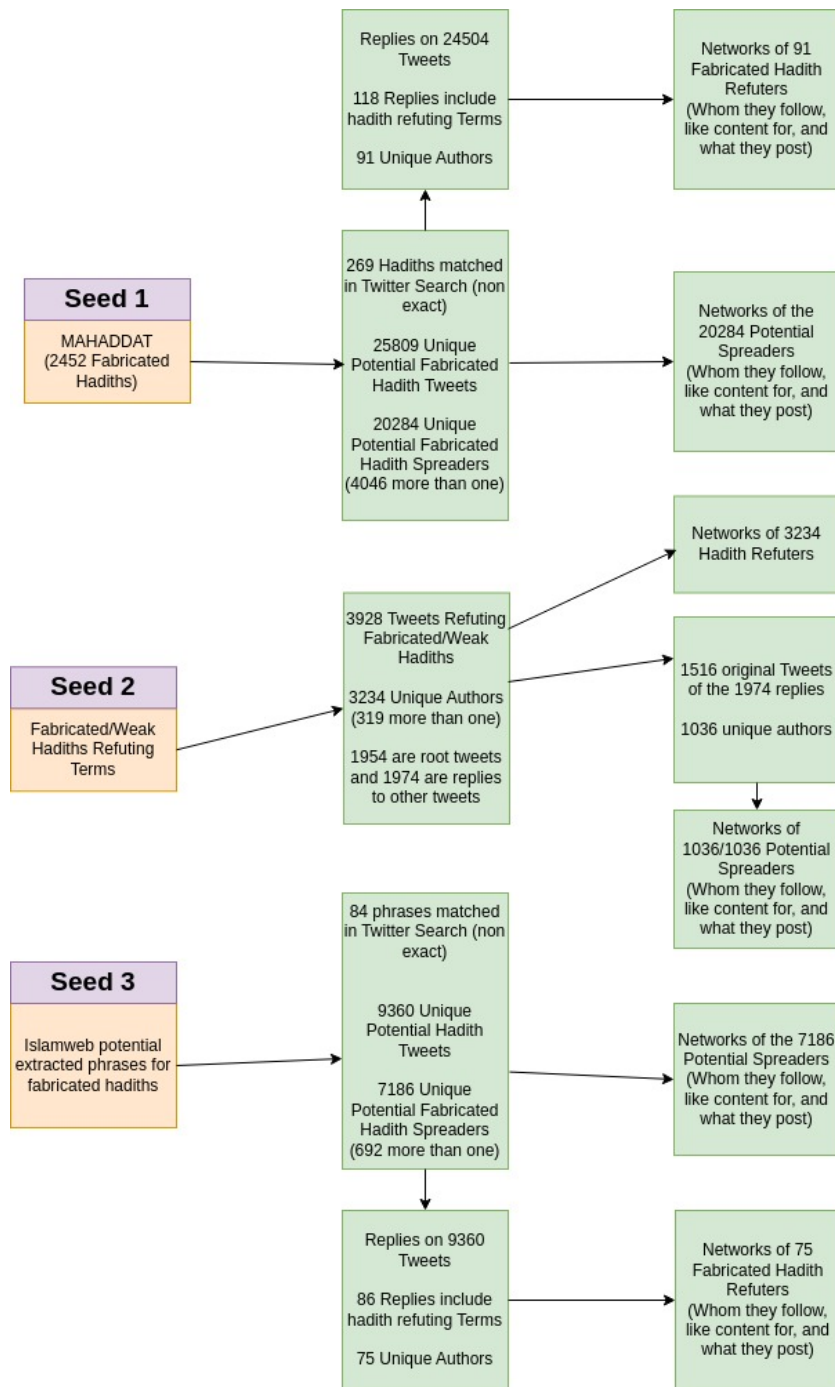 Replies on 24504
Tweets
118 Replies include
hadith refuting Terms
91 Unique Authors
Networks of 91
Fabricated Hadith
Refuters
(Whom they follow,
like content for, and
what they post)
Seed 1
MAHADDAT
(2452 Fabricated
Hadiths)
269 Hadiths matched
in Twitter Search (non
exact)
25809 Unique
Potential Fabricated
Hadith Tweets
20284 Unique
Potential Fabricated
Hadith Spreaders
(4046 more than one)
Networks of the
20284 Potential
Spreaders
(Whom they follow,
like content for, and
what they post)
Seed 2
Fabricated/Weak
Hadiths Refuting
Terms
3928 Tweets Refuting
Fabricated/Weak
Hadiths
3234 Unique Authors
(319 more than one)
1954 are root tweets
and 1974 are replies
to other tweets
Networks of 3234
Hadith Refuters
1516 original Tweets
of the 1974 replies
1036 unique authors
Networks of
1036/1036 Potential
Spreaders
(Whom they follow,
like content for, and
what they post)
Seed 3
Islamweb potential
extracted phrases for
fabricated hadiths
84 phrases matched
in Twitter Search (non
exact)
9360 Unique
Potential Hadith
Tweets
7186 Unique
Potential Fabricated
Hadith Spreaders
(692 more than one)
Networks of the 7186
Potential Spreaders
(Whom they follow,
like content for, and
what they post)
Replies on 9360
Tweets
86 Replies include
hadith refuting Terms
75 Unique Authors
Networks of 75
Fabricated Hadith
Refuters
(Whom they follow,
like content for, and
what they post)